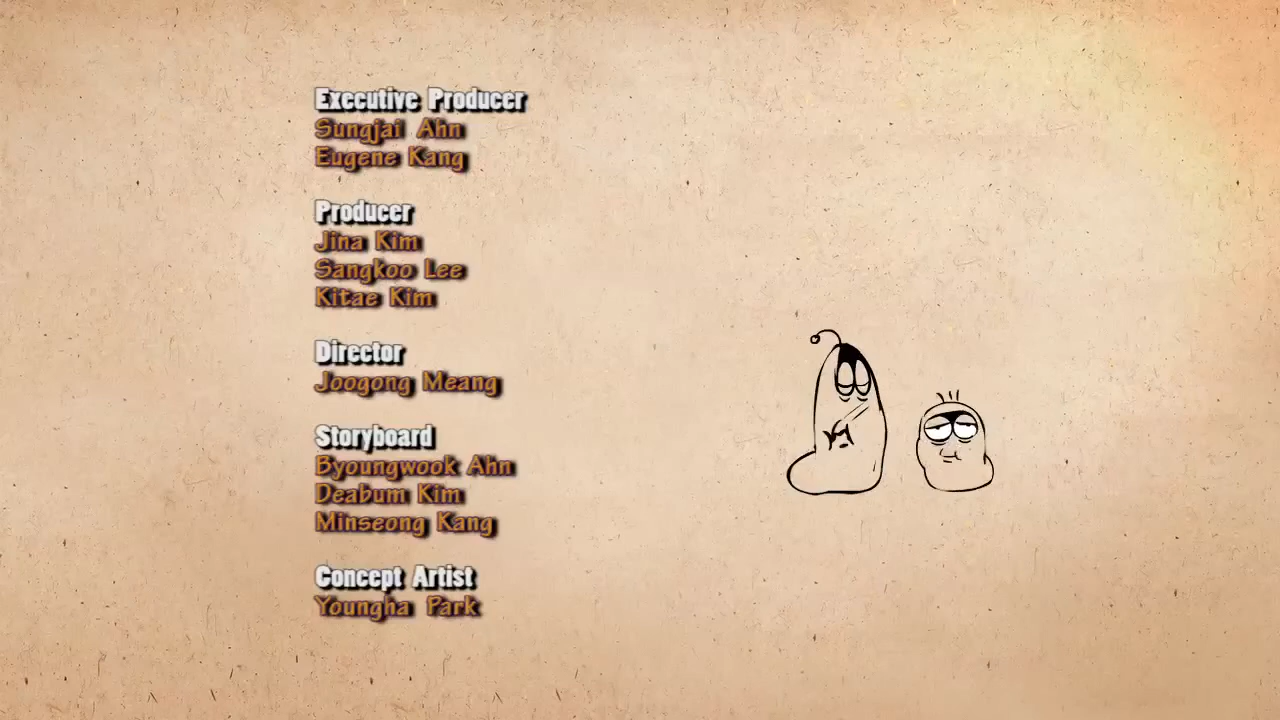 Executive Producer
Sungjai Ahn
Eugene Kang
Producer
Jina Kim
Sangkoo Lee
Kitae Kim
Director
Joogong Meang
Storyboard
Byoungwook Ahn
Deabum Kim
Minseong Kang
Concept Artist
Youngha Park